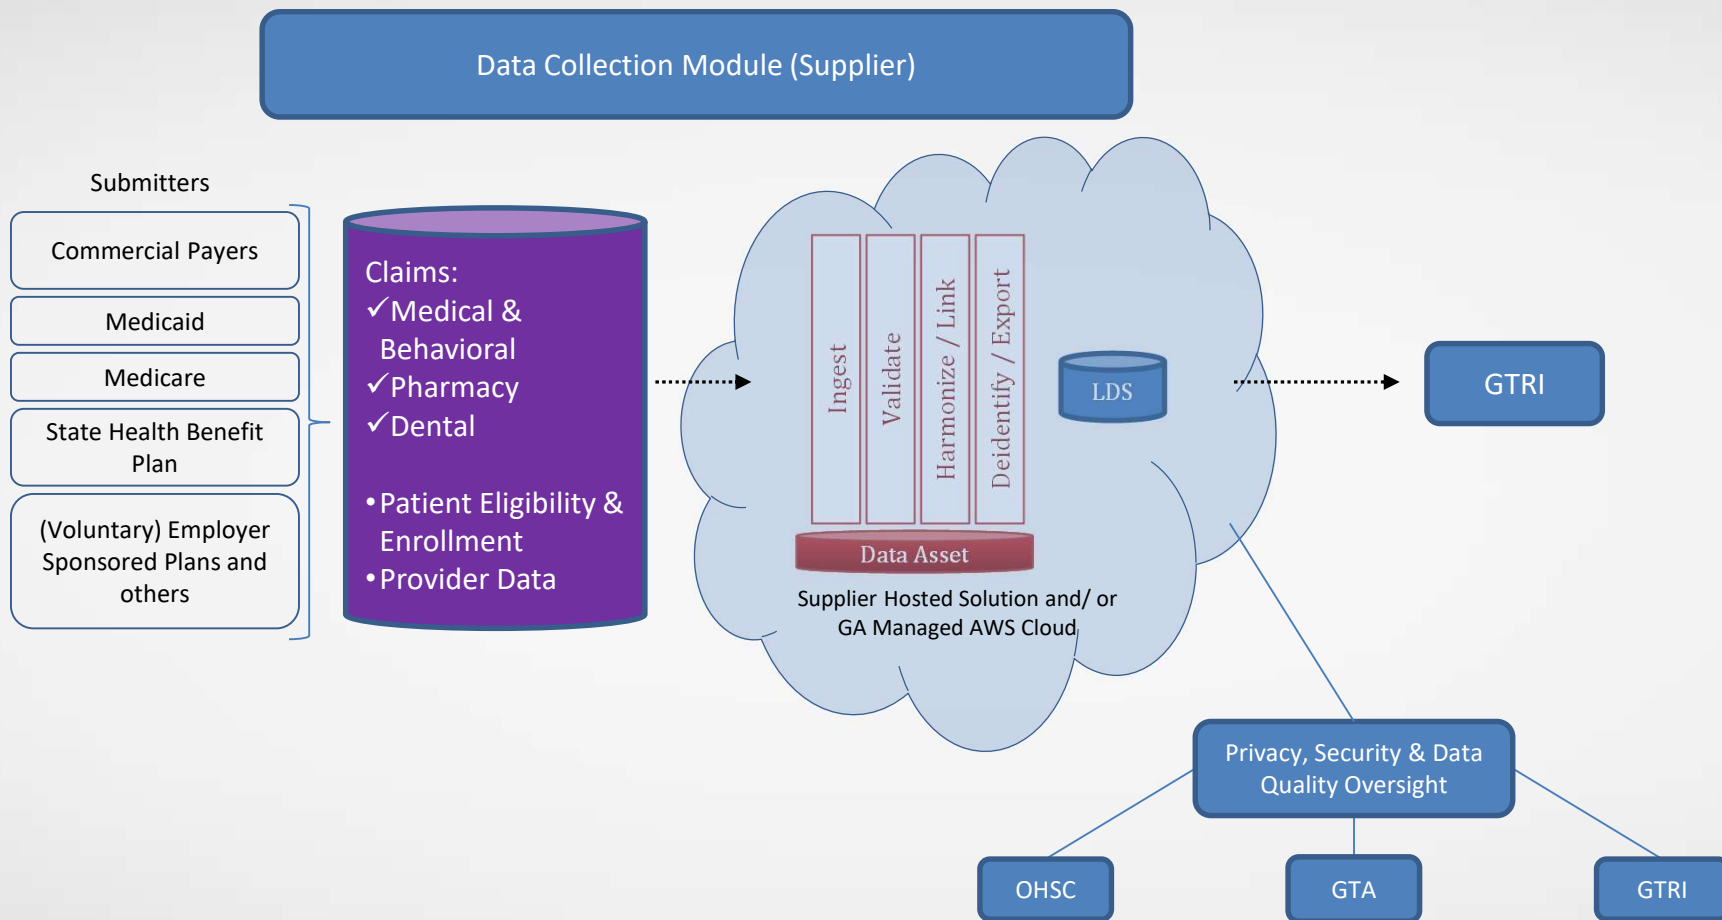 Data Collection Module (Supplier)
Submitters
Commercial Payers
Medicaid
Medicare
State Health Benefit
Plan
(Voluntary) Employer
Sponsored Plans and
others
Claims:
✓Medical &
Behavioral
✓Pharmacy
✓Dental
•Patient Eligibility &
Enrollment
•Provider Data
Ingest
Validate
Harmonize / Link
Deidentify / Export
Data Asset
LDS
Supplier Hosted Solution and/ or
GA Managed AWS Cloud
GTRI
Privacy, Security & Data
Quality Oversight
OHSC
GTA
GTRI